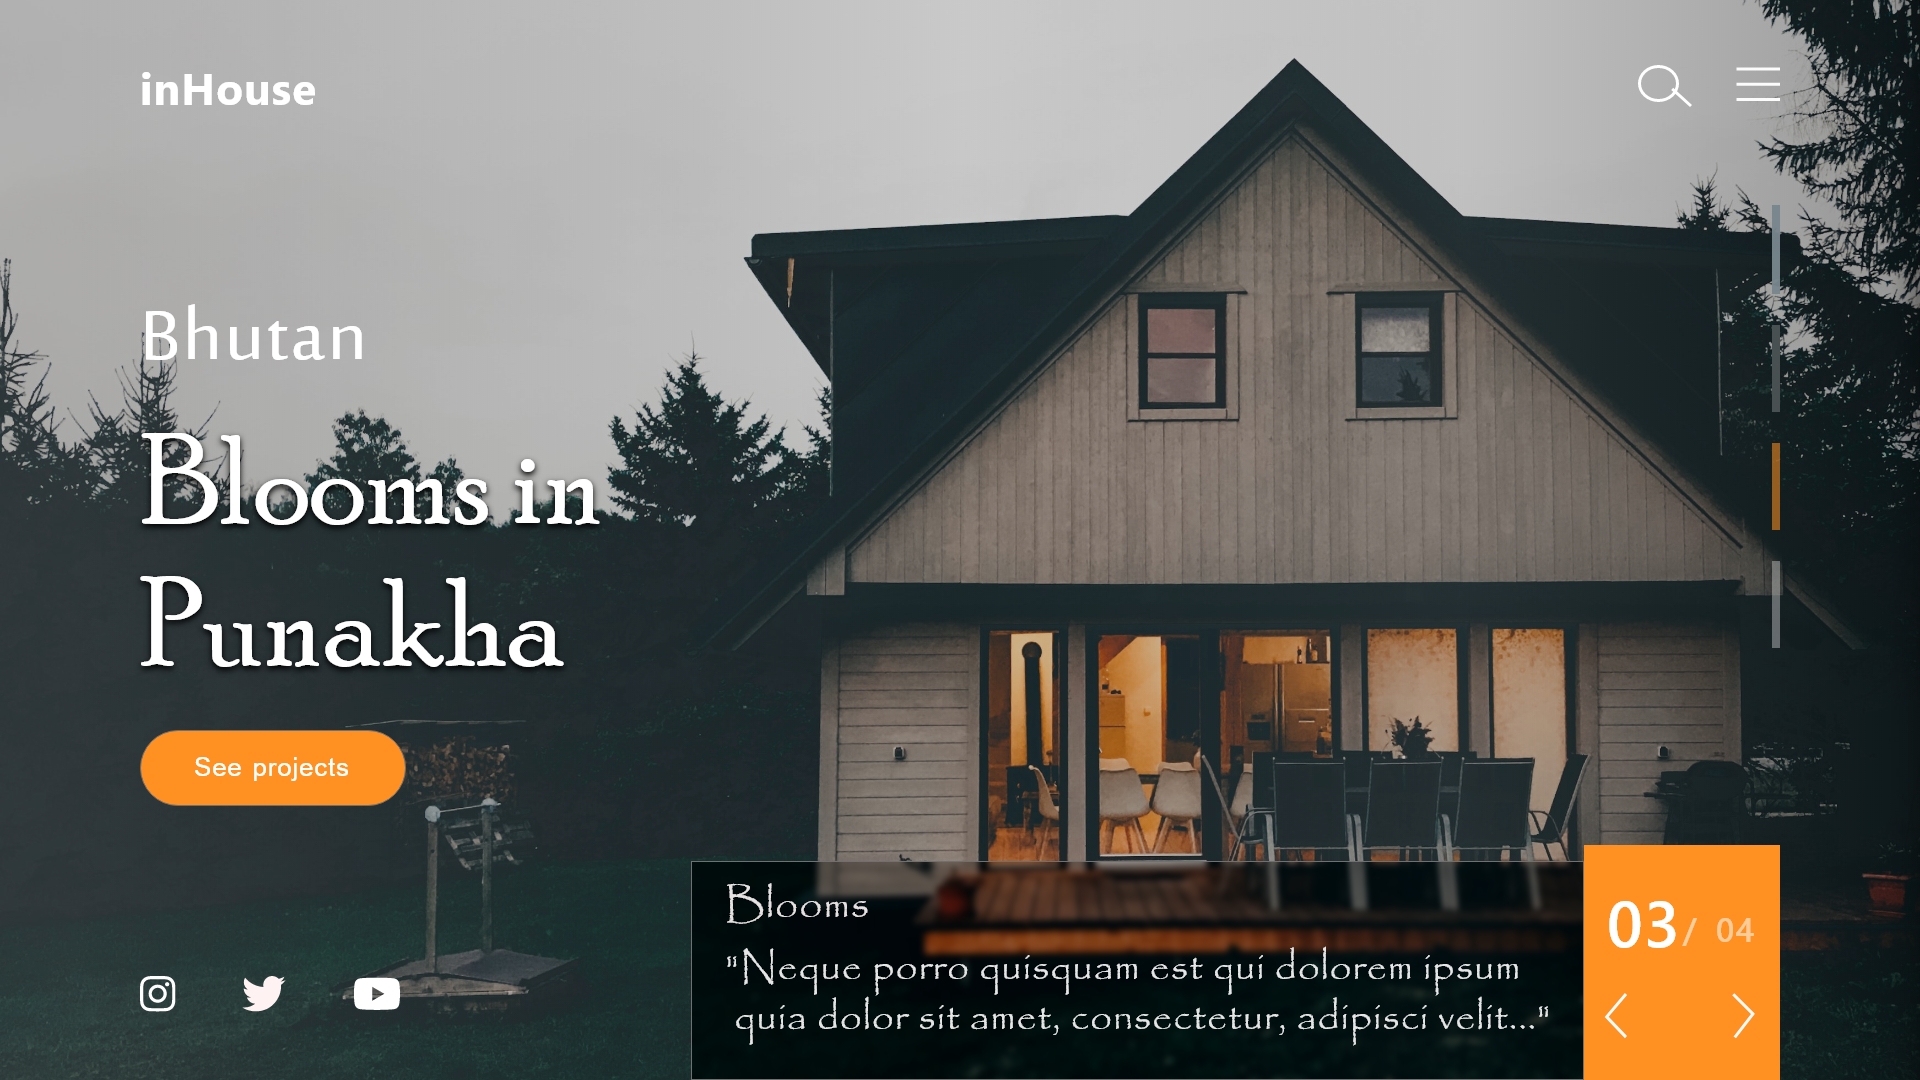 inHouse
Bhutan
Blooms in
Punakha
See projects
Blooms
"Neque porro quisquam est qui dolorem ipsum
quia dolor sit amet, consectetur, adipisci velit..."
03/ 04